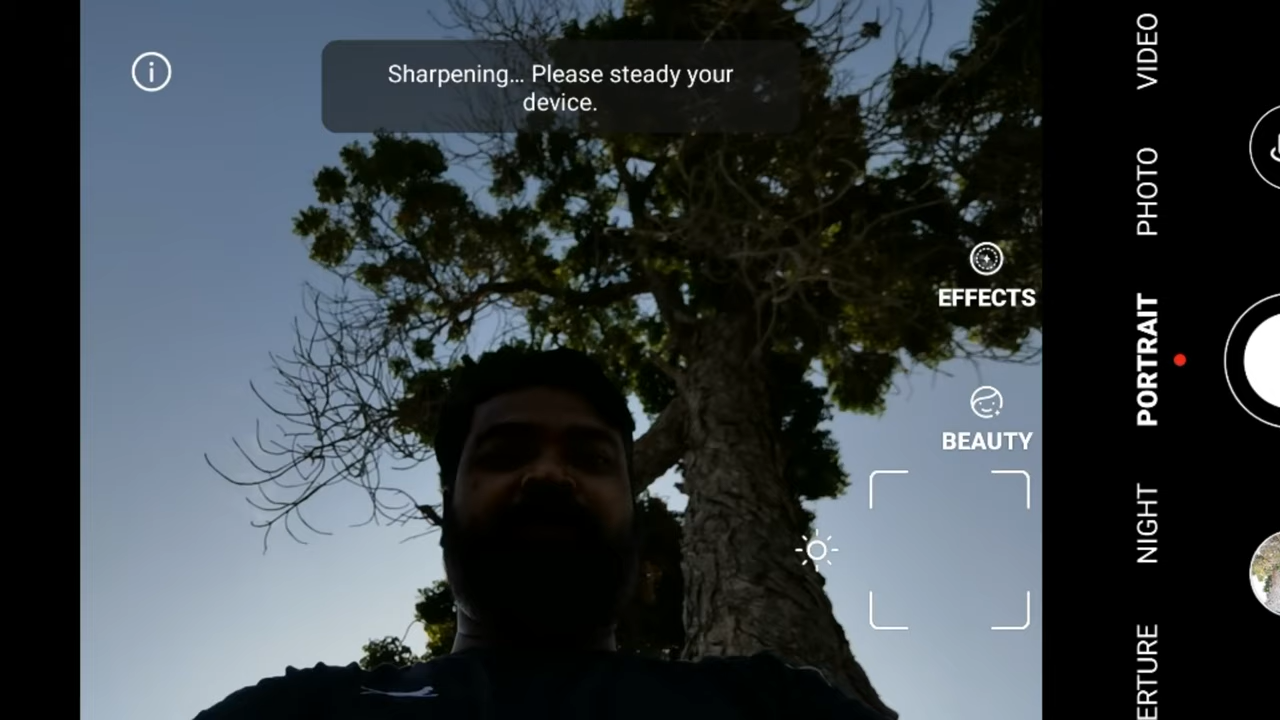 Sharpening... Please steady your
device.
EFFECTS
BEAUTY
VIDEO
PHOTO
PORTRAIT
NIGHT
ERTURE